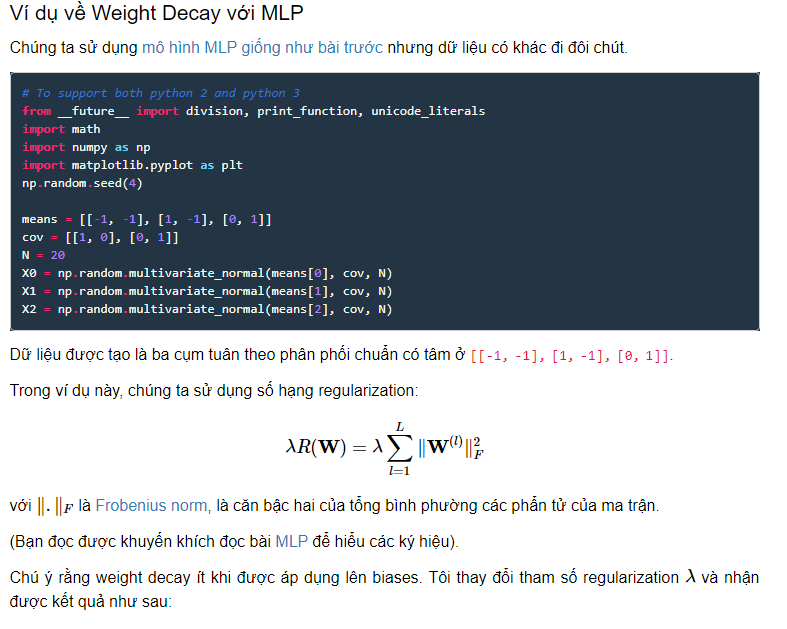 Ví dụ về Weight Decay với MLP
Chúng ta sử dụng mô hình MLP giống như bài trước nhưng dữ liệu có khác đi đôi chút.
# To support both python 2 and python 3
from __future__ import division, print_function, unicode_literals
import math
import numpy as np
import matplotlib.pyplot as plt
np.random.seed(4)
means = [[-1, -1], [1, -1], [0, 1]]
cov = [[1, 0], [0, 1]]
N = 20
X0 = np.random.multivariate_normal(means[0], cov, N)
X1 = np.random.multivariate_normal(means[1], cov, N)
X2 = np.random.multivariate_normal(means[2], cov, N)
Dữ liệu được tạo là ba cụm tuân theo phân phối chuẩn có tâm ở [[-1, -1], [1, -1], [0, 1]].
Trong ví dụ này, chúng ta sử dụng số hạng regularization:
λR(W) = λ ∑_{l=1}^{L} ‖W^{(l)}‖_F^2
với ‖.‖_F là Frobenius norm, là căn bậc hai của tổng bình phường các phẩn tử của ma trận.
(Bạn đọc được khuyến khích đọc bài MLP để hiểu các ký hiệu).
Chú ý rằng weight decay ít khi được áp dụng lên biases. Tôi thay đổi tham số regularization λ và nhận
được kết quả như sau: